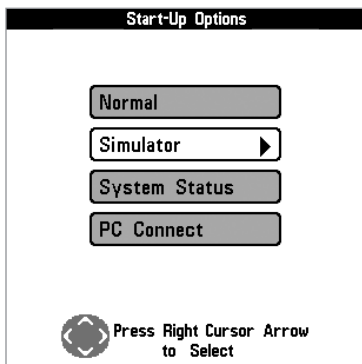 Start-Up Options
Normal
Simulator
System Status
PC Connect
Press Right Cursor Arrow
to Select